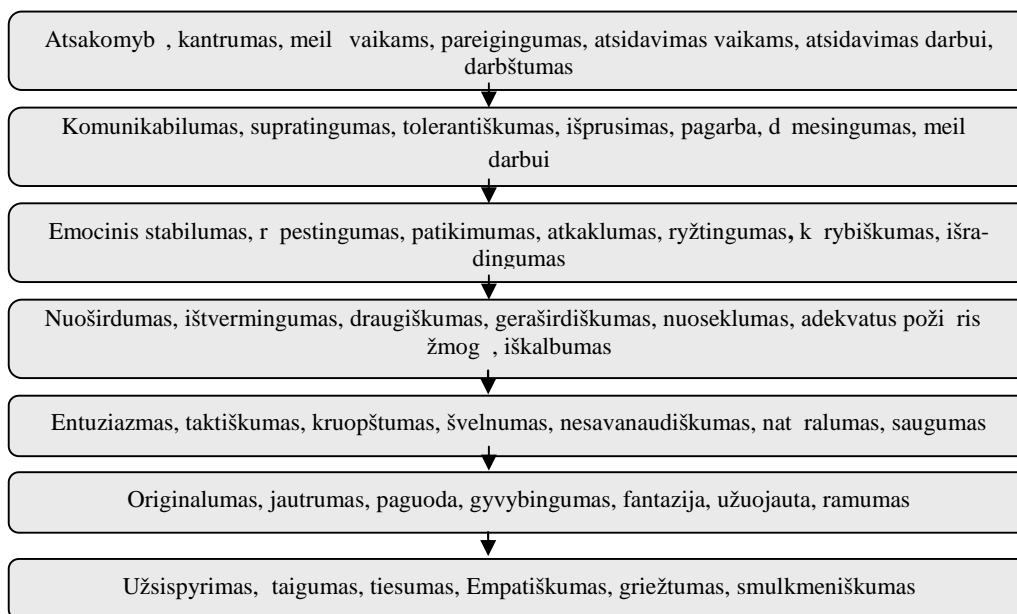 Atsakomyb , kantrumas, meil vaikams, pareigingumas, atsidavimas vaikams, atsidavimas darbui,
darbštumas
Komunikabilumas, supratingumas, tolerantiškumas, išprusimas, pagarba, d mesingumas, meil
darbui
Emocinis stabilumas, r pestingumas, patikimumas, atkaklumas, ryžtingumas, k rybiškumas, išra-
dingumas
Nuoširdumas, ištvermingumas, draugiškumas, geraširdiškumas, nuoseklumas, adekvatus poži ris
žmog , iškalbumas
Entuziazmas, taktiškumas, kruopštumas, švelnumas, nesavanaudiškumas, nat ralumas, saugumas
Originalumas, jautrumas, paguoda, gyvybingumas, fantazija, užuojauta, ramumas
Užsispyrimas, taigumas, tiesumas, Empatiškumas, griežtumas, smulkmeniškumas